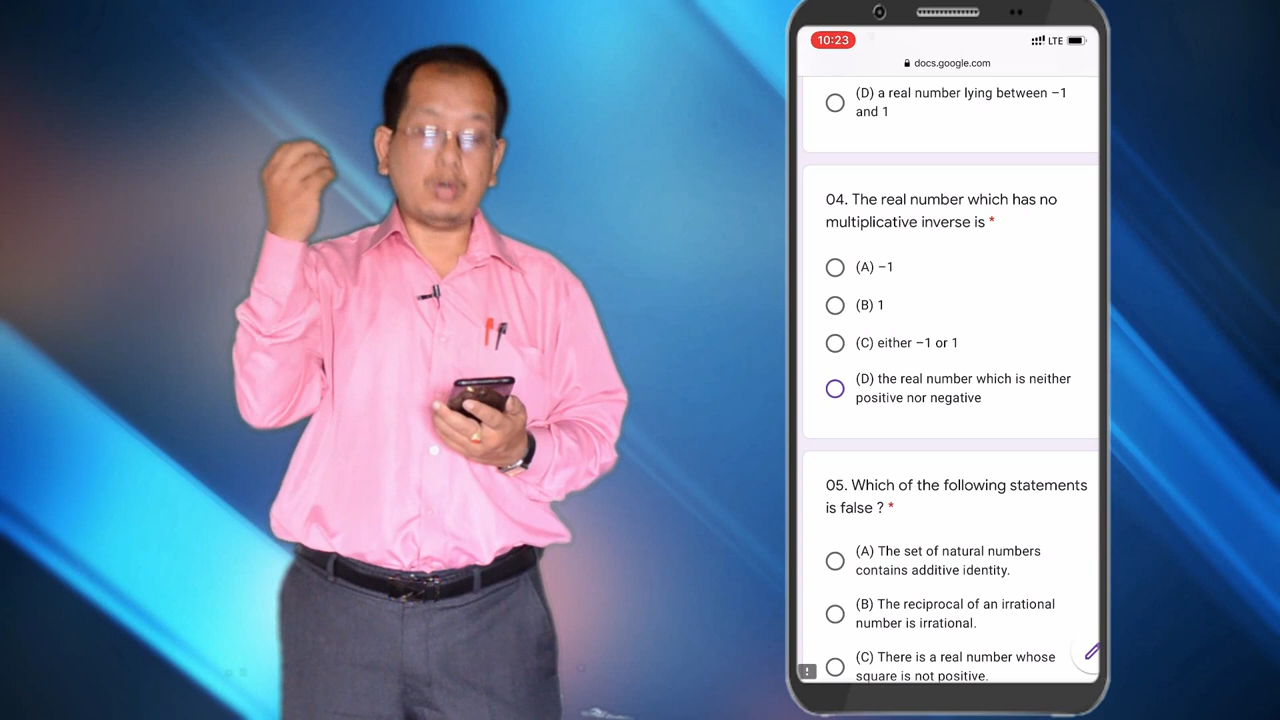 10:23
LTE
docs.google.com
(D) a real number lying between −1
and 1
04. The real number which has no
multiplicative inverse is *
(A) −1
(B) 1
(C) either −1 or 1
(D) the real number which is neither
positive nor negative
05. Which of the following statements
is false ? *
(A) The set of natural numbers
contains additive identity.
(B) The reciprocal of an irrational
number is irrational.
(C) There is a real number whose
square is not positive.